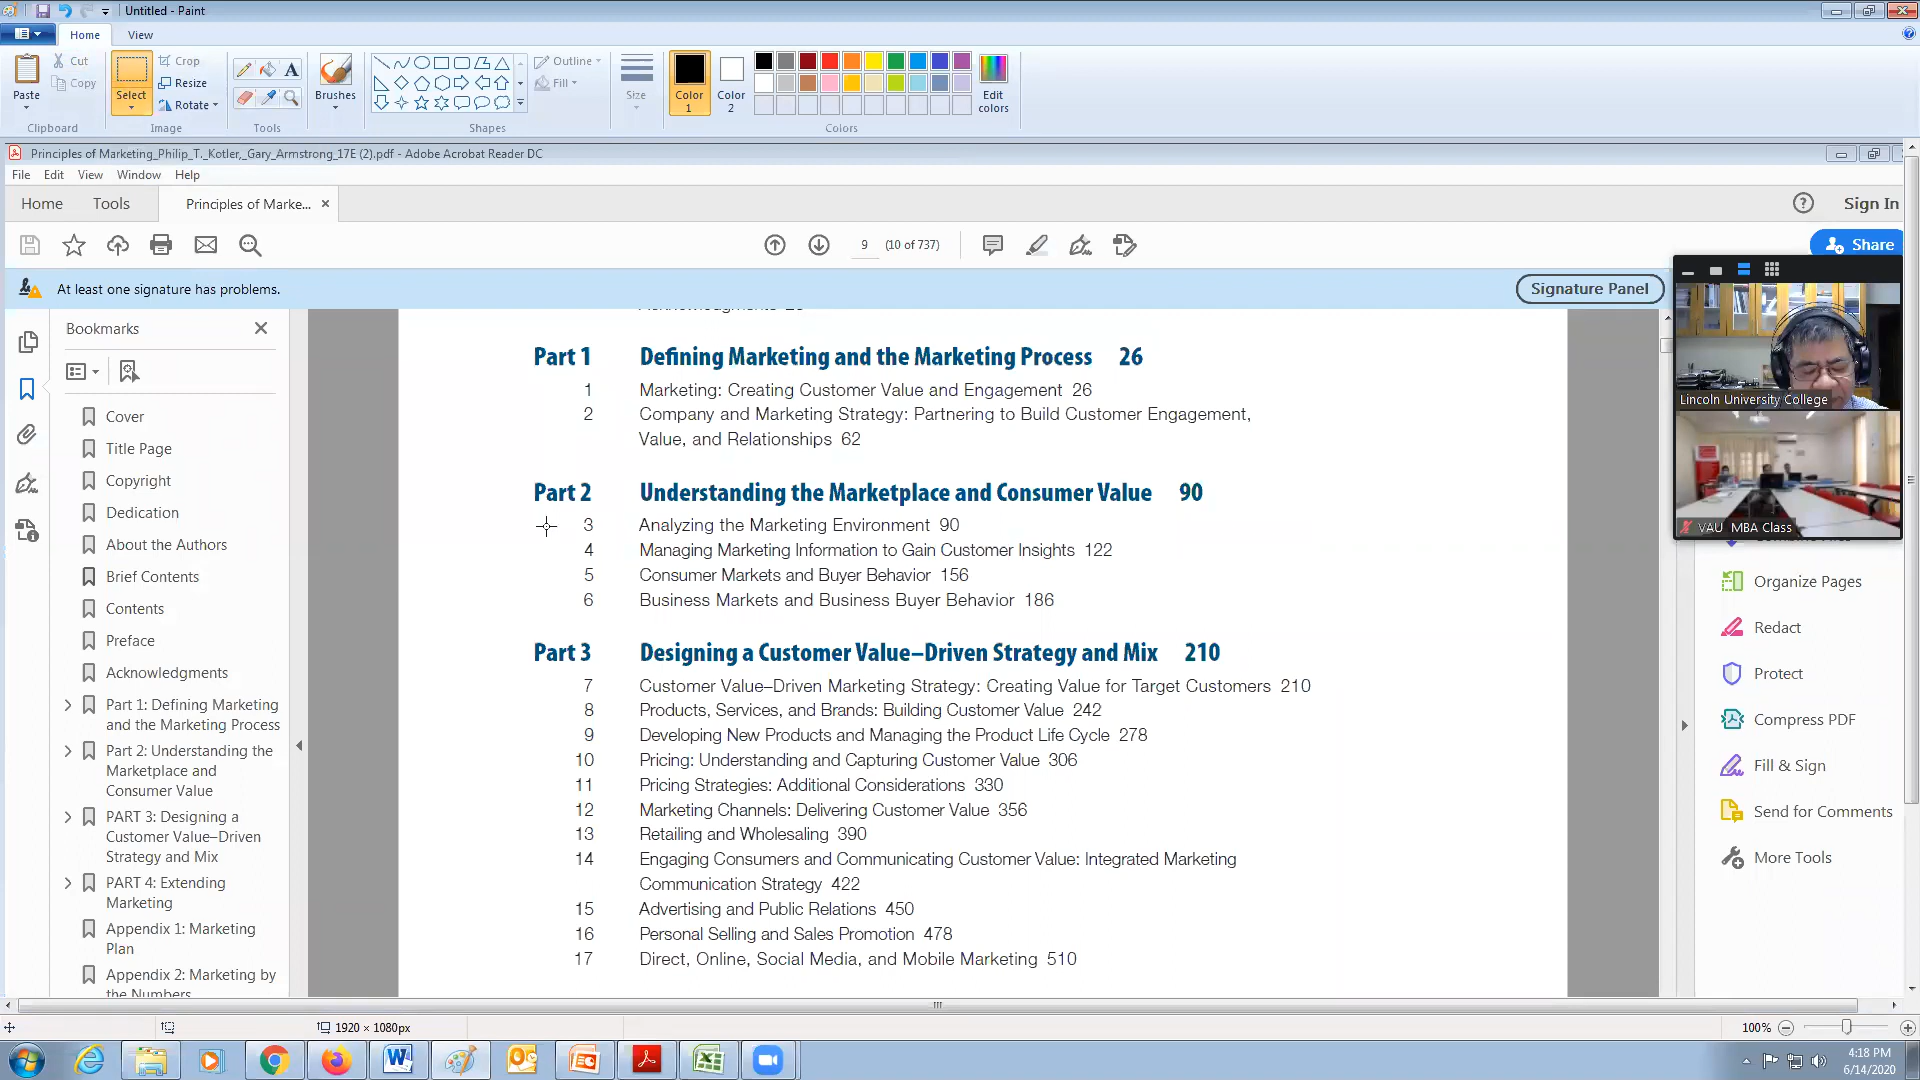 Untitled - Paint
Home
View
Paste
Cut
Copy
Clipboard
Select
Crop
Resize
Rotate
Image
Tools
Brushes
Shapes
Outline
Fill
Size
Color 1
Color 2
Colors
Edit colors
Principles of Marketing_Philip_T._Kotler,_Gary_Armstrong_17E (2).pdf - Adobe Acrobat Reader DC
File Edit View Window Help
Home Tools Principles of Marke...
Sign In
9 (10 of 737)
Share
At least one signature has problems.
Signature Panel
Bookmarks
Cover
Title Page
Copyright
Dedication
About the Authors
Brief Contents
Contents
Preface
Acknowledgments
Part 1: Defining Marketing
and the Marketing Process
Part 2: Understanding the
Marketplace and
Consumer Value
PART 3: Designing a
Customer Value–Driven
Strategy and Mix
PART 4: Extending
Marketing
Appendix 1: Marketing
Plan
Appendix 2: Marketing by
the Numbers
Part 1 Defining Marketing and the Marketing Process 26
1 Marketing: Creating Customer Value and Engagement 26
2 Company and Marketing Strategy: Partnering to Build Customer Engagement,
Value, and Relationships 62
Part 2 Understanding the Marketplace and Consumer Value 90
3 Analyzing the Marketing Environment 90
4 Managing Marketing Information to Gain Customer Insights 122
5 Consumer Markets and Buyer Behavior 156
6 Business Markets and Business Buyer Behavior 186
Part 3 Designing a Customer Value–Driven Strategy and Mix 210
7 Customer Value–Driven Marketing Strategy: Creating Value for Target Customers 210
8 Products, Services, and Brands: Building Customer Value 242
9 Developing New Products and Managing the Product Life Cycle 278
10 Pricing: Understanding and Capturing Customer Value 306
11 Pricing Strategies: Additional Considerations 330
12 Marketing Channels: Delivering Customer Value 356
13 Retailing and Wholesaling 390
14 Engaging Consumers and Communicating Customer Value: Integrated Marketing
Communication Strategy 422
15 Advertising and Public Relations 450
16 Personal Selling and Sales Promotion 478
17 Direct, Online, Social Media, and Mobile Marketing 510
Lincoln University College
VAU MBA Class
Organize Pages
Redact
Protect
Compress PDF
Fill & Sign
Send for Comments
More Tools
1920 × 1080px
100%
4:18 PM
6/14/2020